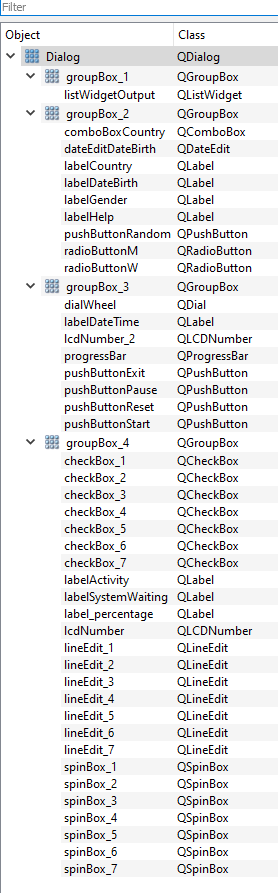 Filter
Object Class
Dialog QDialog
groupBox_1 QGroupBox
listWidgetOutput QListWidget
groupBox_2 QGroupBox
comboBoxCountry QComboBox
dateEditDateBirth QDateEdit
labelCountry QLabel
labelDateBirth QLabel
labelGender QLabel
labelHelp QLabel
pushButtonRandom QPushButton
radioButtonM QRadioButton
radioButtonW QRadioButton
groupBox_3 QGroupBox
dialWheel QDial
labelDateTime QLabel
lcdNumber_2 QLCDNumber
progressBar QProgressBar
pushButtonExit QPushButton
pushButtonPause QPushButton
pushButtonReset QPushButton
pushButtonStart QPushButton
groupBox_4 QGroupBox
checkBox_1 QCheckBox
checkBox_2 QCheckBox
checkBox_3 QCheckBox
checkBox_4 QCheckBox
checkBox_5 QCheckBox
checkBox_6 QCheckBox
checkBox_7 QCheckBox
labelActivity QLabel
labelSystemWaiting QLabel
label_percentage QLabel
lcdNumber QLCDNumber
lineEdit_1 QLineEdit
lineEdit_2 QLineEdit
lineEdit_3 QLineEdit
lineEdit_4 QLineEdit
lineEdit_5 QLineEdit
lineEdit_6 QLineEdit
lineEdit_7 QLineEdit
spinBox_1 QSpinBox
spinBox_2 QSpinBox
spinBox_3 QSpinBox
spinBox_4 QSpinBox
spinBox_5 QSpinBox
spinBox_6 QSpinBox
spinBox_7 QSpinBox